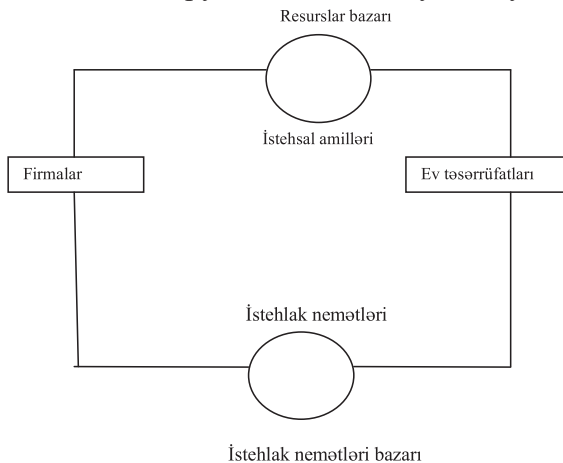 Resurslar bazarı
İstehsal amilləri
Firmalar
Ev təsərrüfatları
İstehlak nemətləri
İstehlak nemətləri bazarı